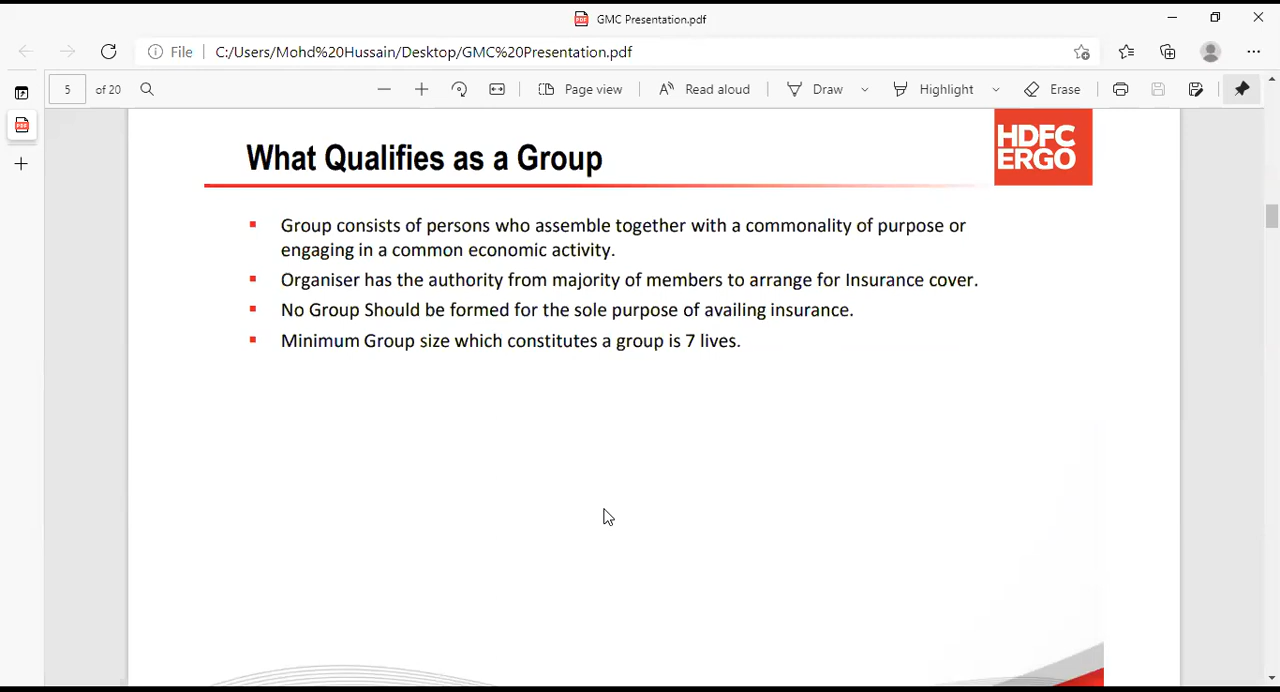 GMC Presentation.pdf
File
C:/Users/Mohd%20Hussain/Desktop/GMC%20Presentation.pdf
5 of 20
Page view
Read aloud
Draw
Highlight
Erase
What Qualifies as a Group
HDFC
ERGO
Group consists of persons who assemble together with a commonality of purpose or
engaging in a common economic activity.
Organiser has the authority from majority of members to arrange for Insurance cover.
No Group Should be formed for the sole purpose of availing insurance.
Minimum Group size which constitutes a group is 7 lives.